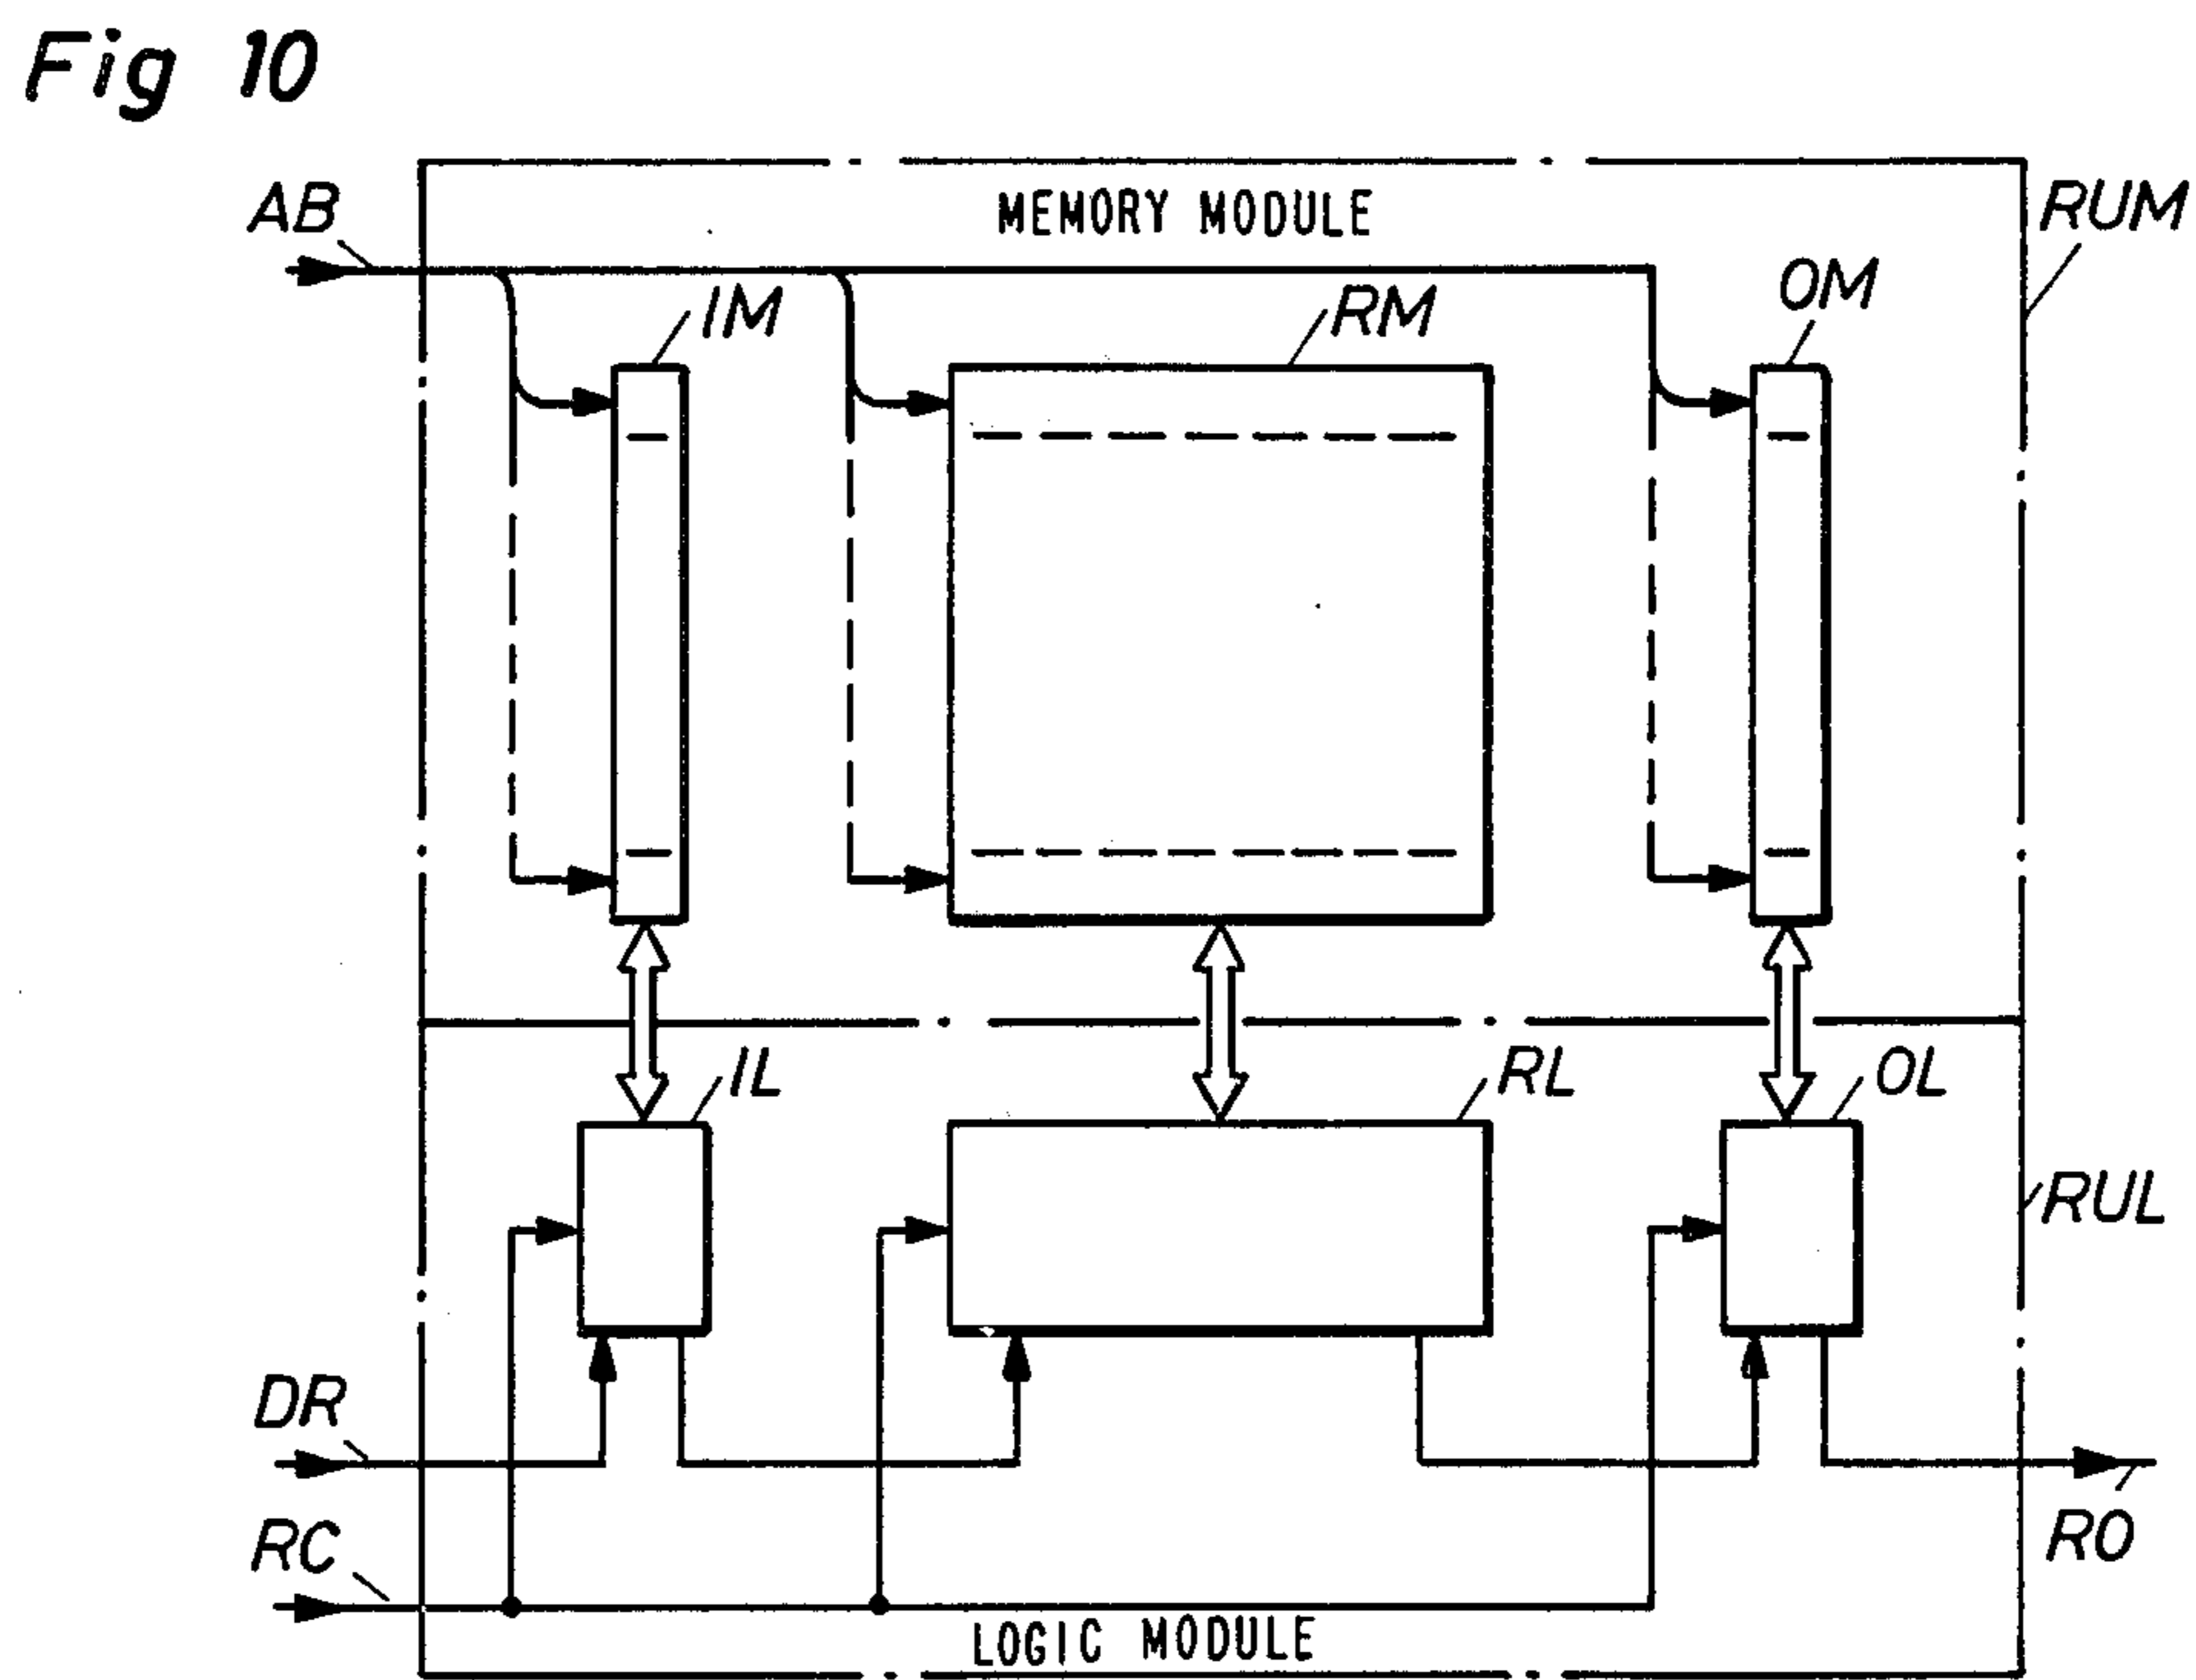 Fig 10
AB
MEMORY MODULE
RUM
IM
RM
OM
IL
RL
OL
RUL
DR
RC
RO
LOGIC MODULE